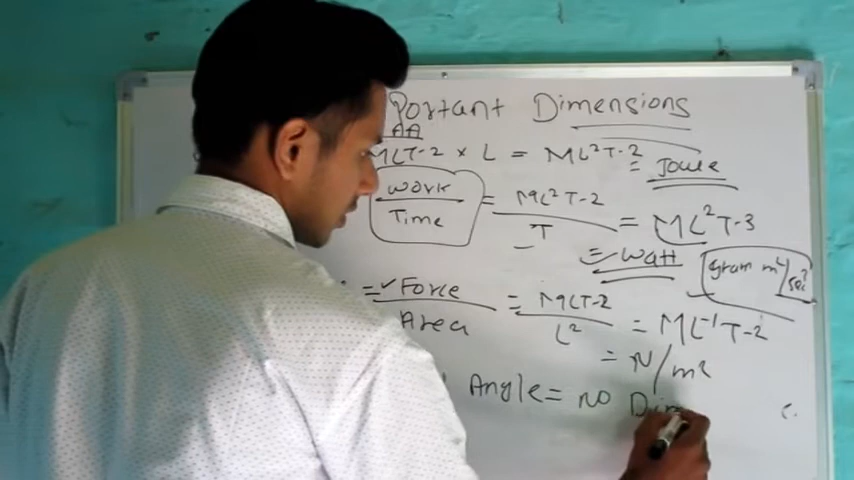 Portant Dimensions
MLT-2 × L = ML²T-2
= Joule
Work / Time = ML²T-2 / T = ML²T-3
= Watt
gram m²/sec³
= ✓Force / Area = MLT-2 / L² = ML⁻¹T-2
= N/m²
Angle = NO Dim